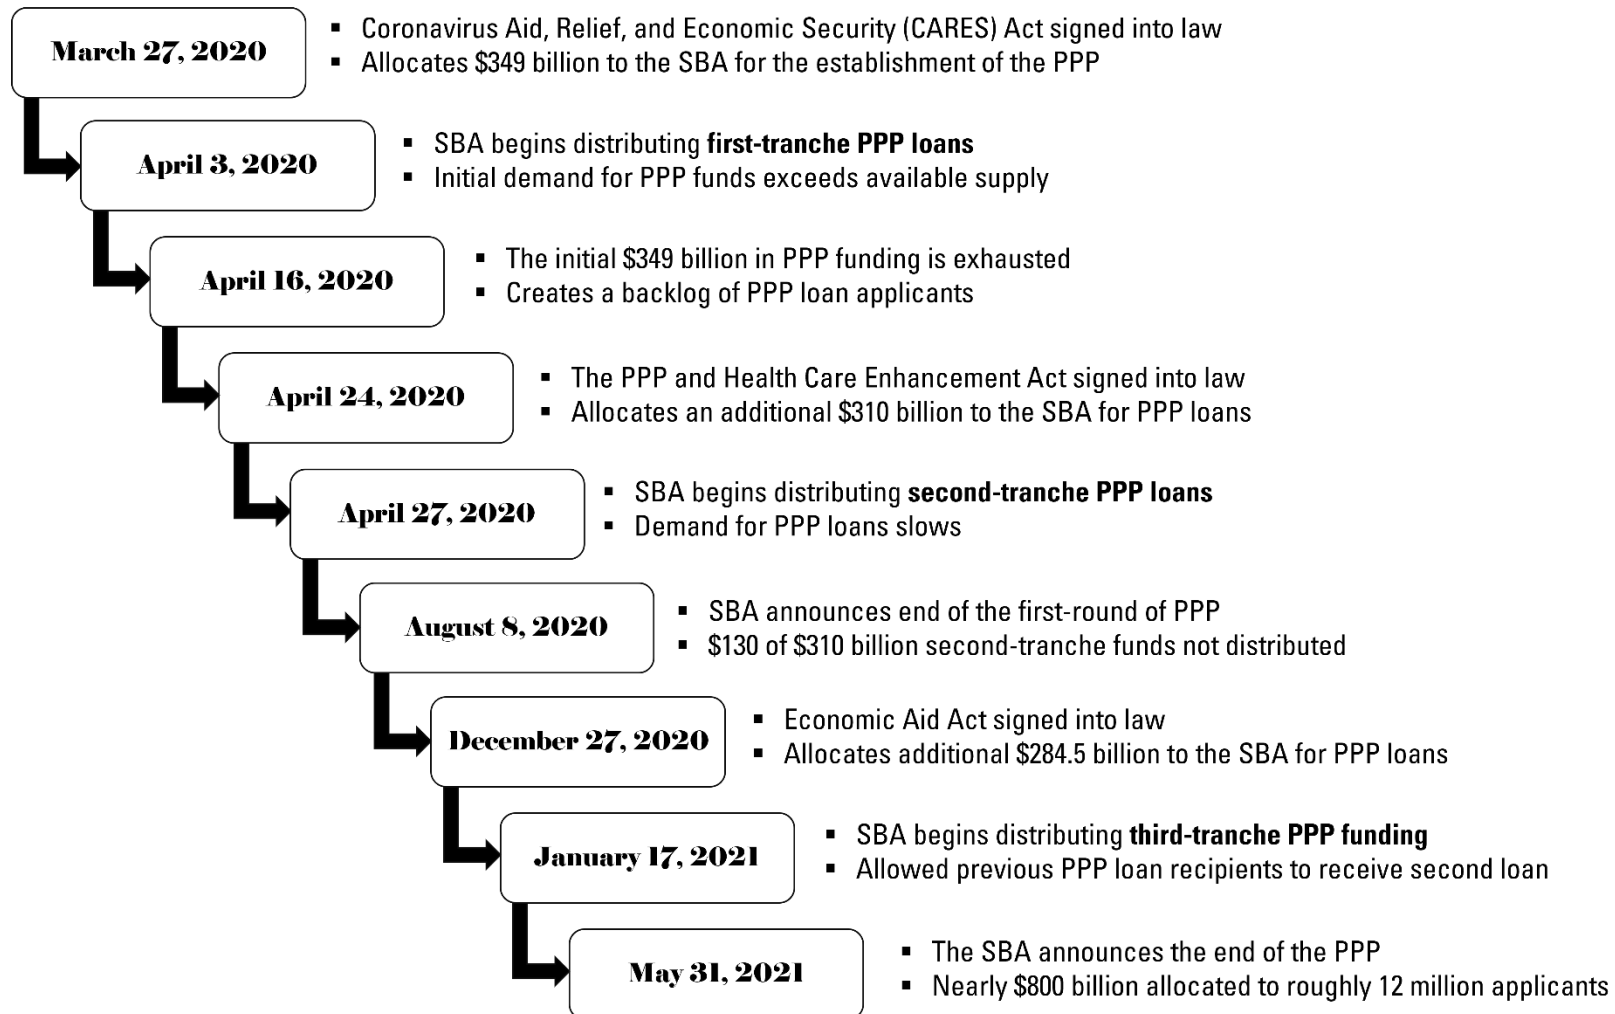 March 27, 2020
▪ Coronavirus Aid, Relief, and Economic Security (CARES) Act signed into law
▪ Allocates $349 billion to the SBA for the establishment of the PPP
April 3, 2020
▪ SBA begins distributing first-tranche PPP loans
▪ Initial demand for PPP funds exceeds available supply
April 16, 2020
▪ The initial $349 billion in PPP funding is exhausted
▪ Creates a backlog of PPP loan applicants
April 24, 2020
▪ The PPP and Health Care Enhancement Act signed into law
▪ Allocates an additional $310 billion to the SBA for PPP loans
April 27, 2020
▪ SBA begins distributing second-tranche PPP loans
▪ Demand for PPP loans slows
August 8, 2020
▪ SBA announces end of the first-round of PPP
▪ $130 of $310 billion second-tranche funds not distributed
December 27, 2020
▪ Economic Aid Act signed into law
▪ Allocates additional $284.5 billion to the SBA for PPP loans
January 17, 2021
▪ SBA begins distributing third-tranche PPP funding
▪ Allowed previous PPP loan recipients to receive second loan
May 31, 2021
▪ The SBA announces the end of the PPP
▪ Nearly $800 billion allocated to roughly 12 million applicants